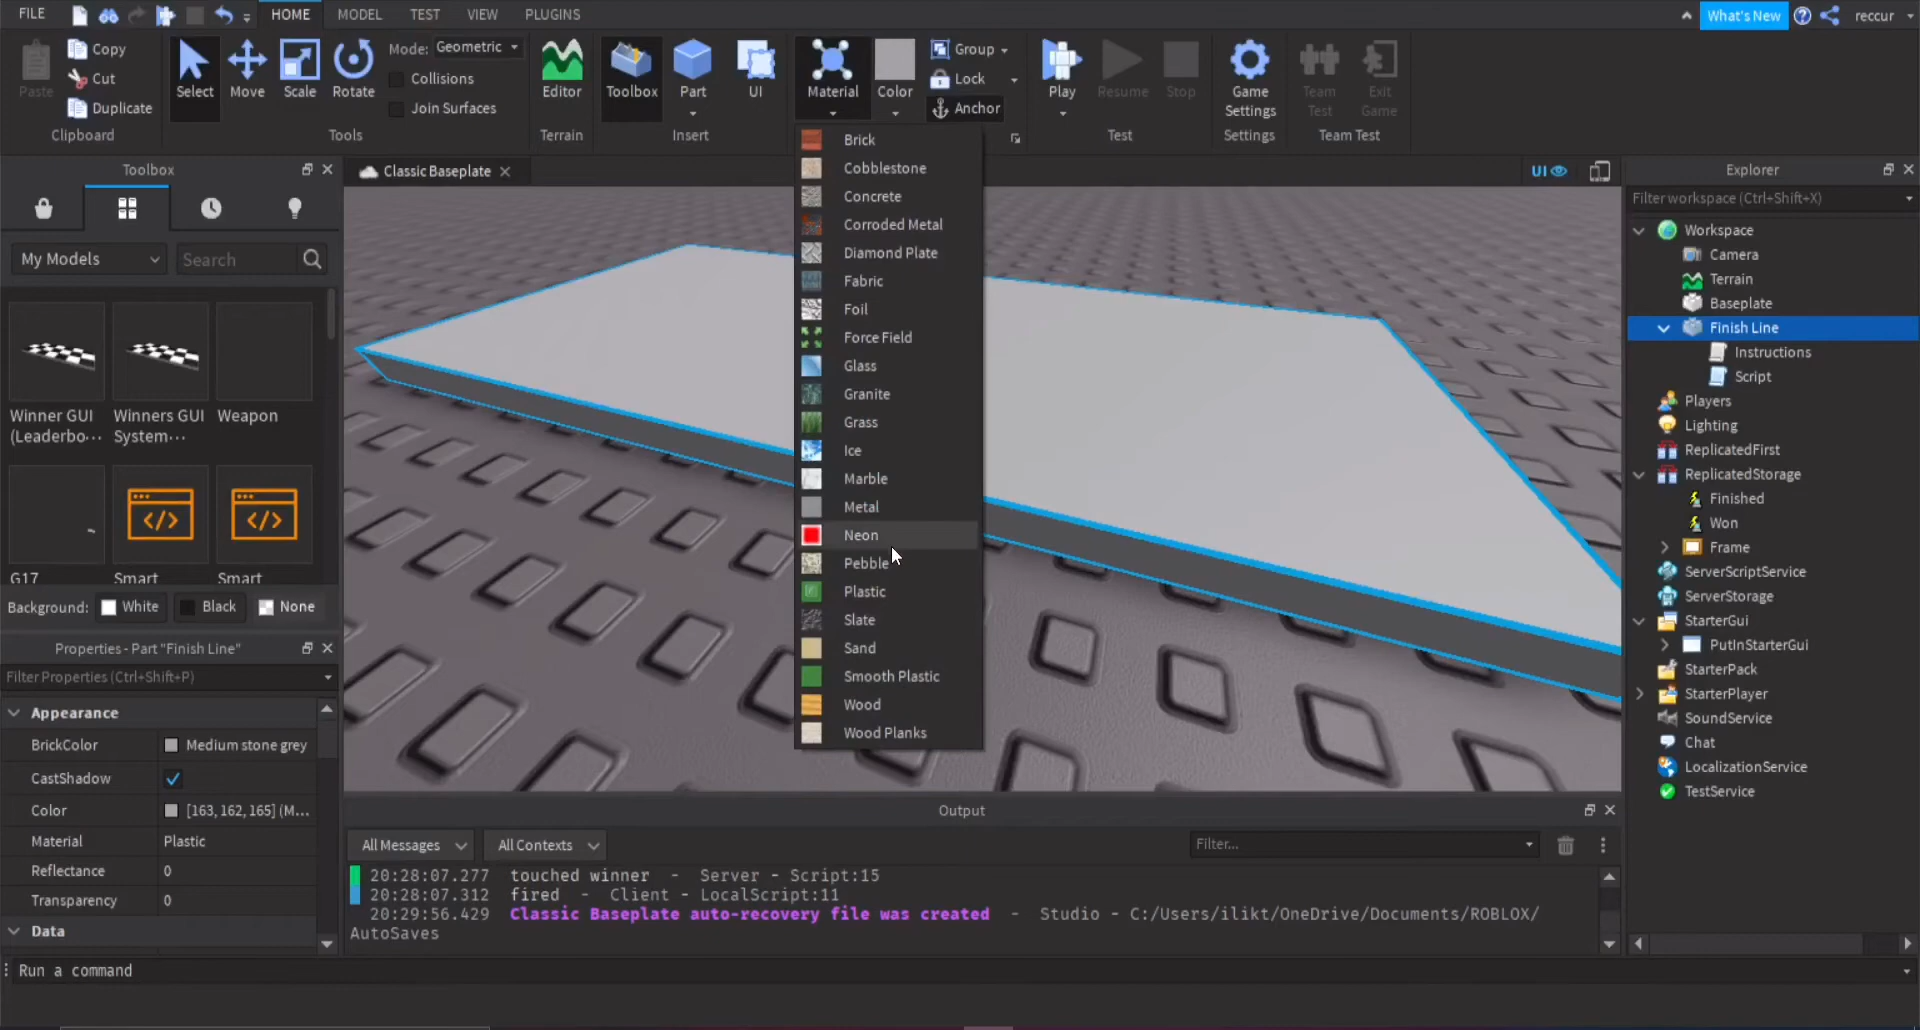 FILE
HOME
MODEL
TEST
VIEW
PLUGINS
What's New
reccur
Paste
Copy
Cut
Duplicate
Clipboard
Select
Move
Scale
Rotate
Mode: Geometric
Collisions
Join Surfaces
Tools
Editor
Terrain
Toolbox
Part
UI
Insert
Material
Color
Group
Lock
Anchor
Play
Resume
Stop
Test
Game
Settings
Settings
Team
Test
Exit
Game
Team Test
Toolbox
My Models
Search
Winner GUI
(Leaderbo...
Winners GUI
System...
Weapon
G17
Smart
Smart
Background: White Black None
Properties - Part "Finish Line"
Filter Properties (Ctrl+Shift+P)
Appearance
BrickColor Medium stone grey
CastShadow
Color [163, 162, 165] (M...
Material Plastic
Reflectance 0
Transparency 0
Data
Classic Baseplate
UI
Brick
Cobblestone
Concrete
Corroded Metal
Diamond Plate
Fabric
Foil
Force Field
Glass
Granite
Grass
Ice
Marble
Metal
Neon
Pebble
Plastic
Slate
Sand
Smooth Plastic
Wood
Wood Planks
Output
All Messages
All Contexts
Filter...
20:28:07.277 touched winner - Server - Script:15
20:28:07.312 fired - Client - LocalScript:11
20:29:56.429 Classic Baseplate auto-recovery file was created - Studio - C:/Users/ilikt/OneDrive/Documents/ROBLOX/
AutoSaves
Explorer
Filter workspace (Ctrl+Shift+X)
Workspace
Camera
Terrain
Baseplate
Finish Line
Instructions
Script
Players
Lighting
ReplicatedFirst
ReplicatedStorage
Finished
Won
Frame
ServerScriptService
ServerStorage
StarterGui
PutInStarterGui
StarterPack
StarterPlayer
SoundService
Chat
LocalizationService
TestService
Run a command